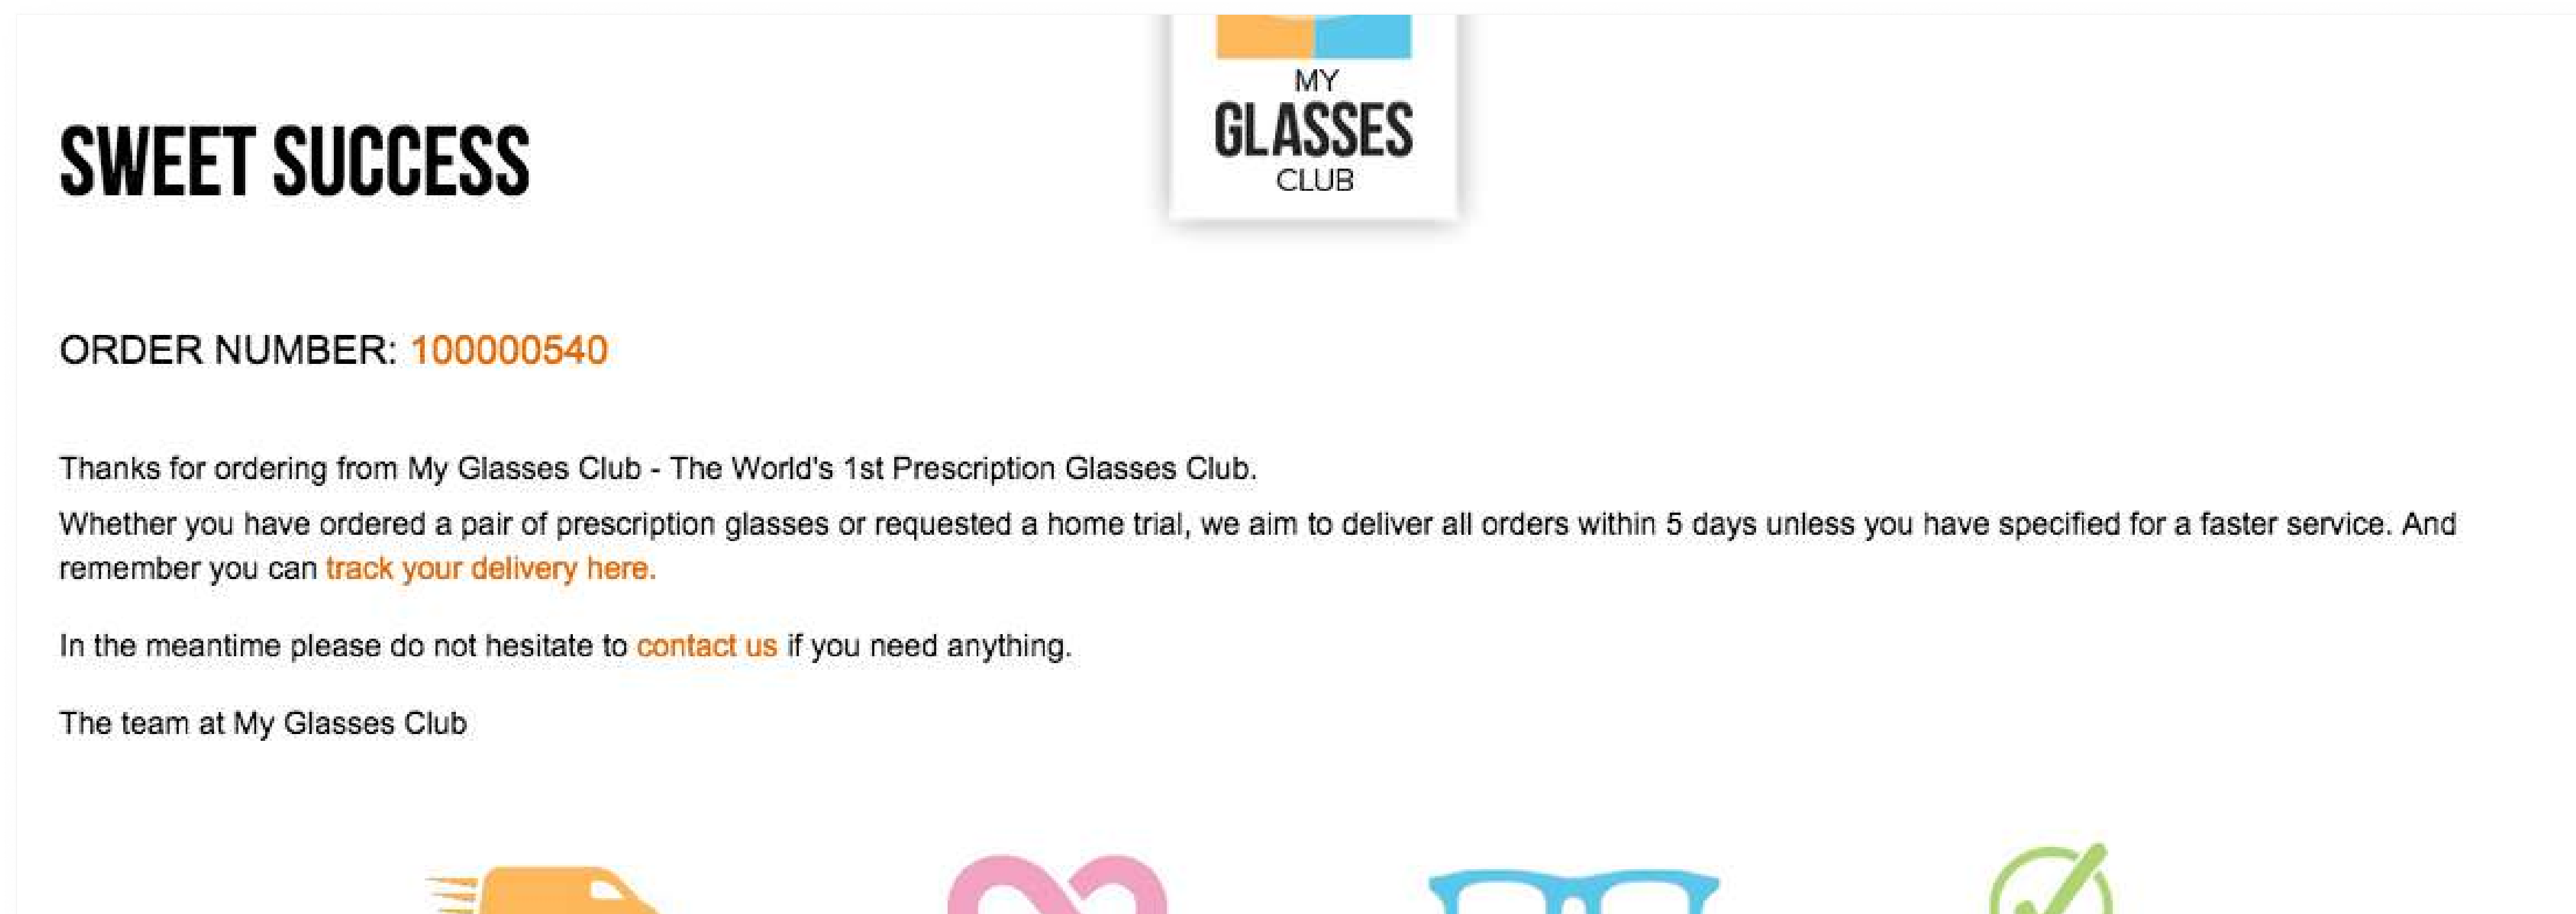 MY
GLASSES
CLUB
SWEET SUCCESS
ORDER NUMBER: 100000540
Thanks for ordering from My Glasses Club - The World's 1st Prescription Glasses Club.
Whether you have ordered a pair of prescription glasses or requested a home trial, we aim to deliver all orders within 5 days unless you have specified for a faster service. And
remember you can track your delivery here.
In the meantime please do not hesitate to contact us if you need anything.
The team at My Glasses Club